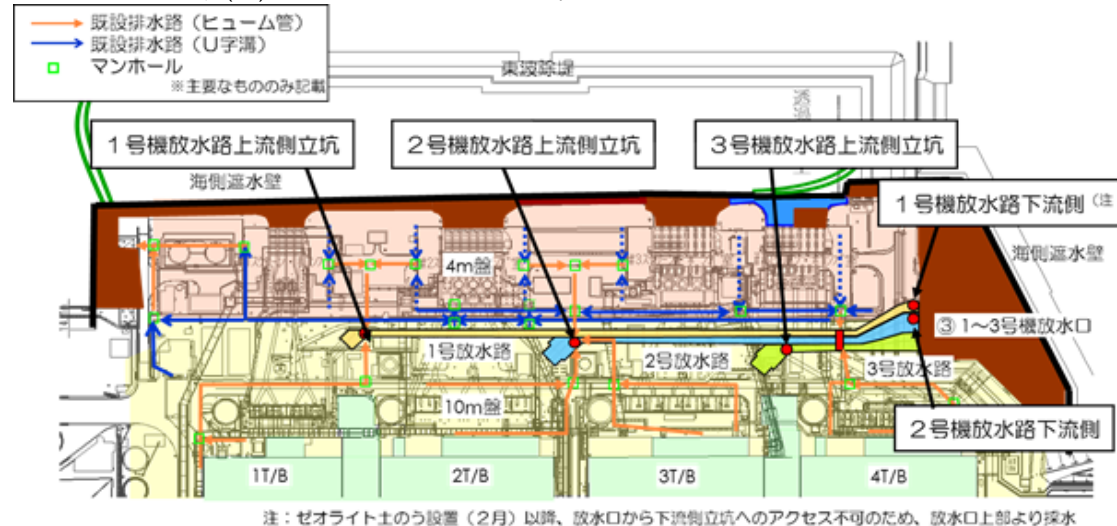 既設排水路（ヒューム管）
既設排水路（U字溝）
マンホール
※主要なもののみ記載
東波除堤
1号機放水路上流側立坑
2号機放水路上流側立坑
3号機放水路上流側立坑
海側遮水壁
1号機放水路下流側（注
海側遮水壁
4m盤
③ 1～3号機放水口
1号放水路
2号放水路
3号放水路
10m盤
2号機放水路下流側
1T/B
2T/B
3T/B
4T/B
注：ゼオライト土のう設置（2月）以降、放水口から下流側立坑へのアクセス不可のため、放水口上部より採水